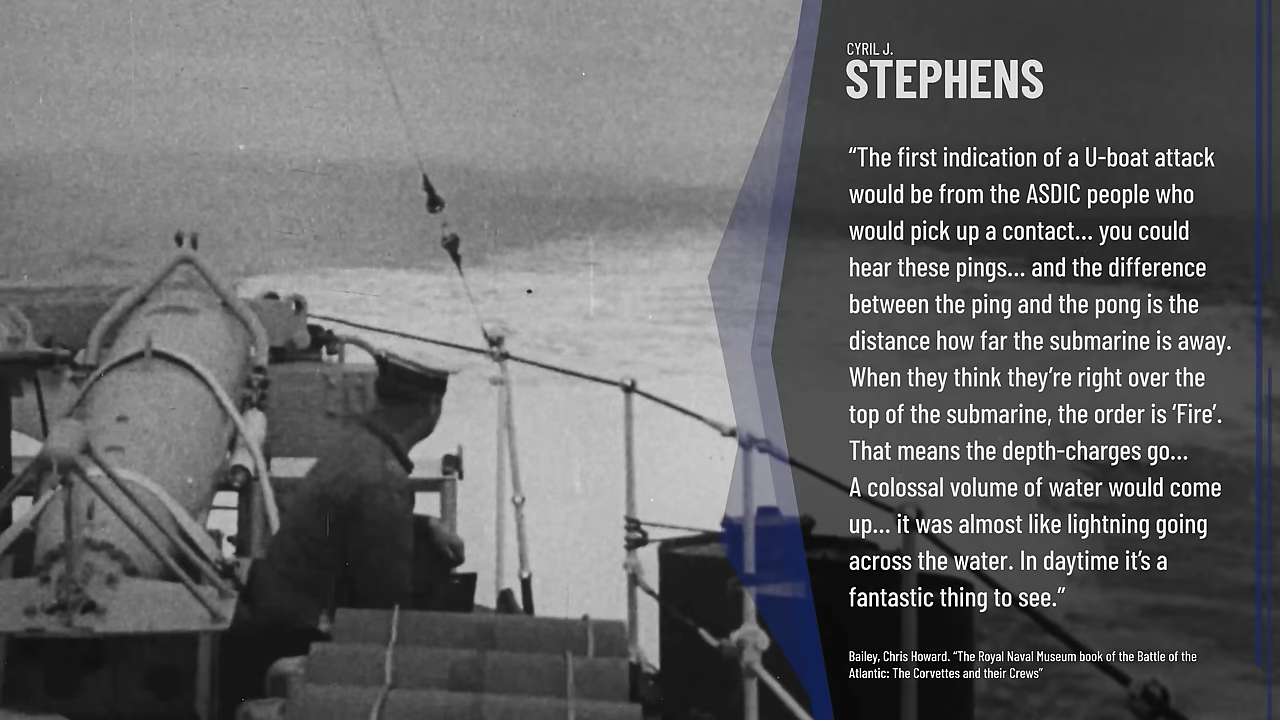 CYRIL J.
STEPHENS
“The first indication of a U-boat attack
would be from the ASDIC people who
would pick up a contact... you could
hear these pings... and the difference
between the ping and the pong is the
distance how far the submarine is away.
When they think they’re right over the
top of the submarine, the order is ‘Fire’.
That means the depth-charges go...
A colossal volume of water would come
up... it was almost like lightning going
across the water. In daytime it’s a
fantastic thing to see.”
Bailey, Chris Howard. “The Royal Naval Museum book of the Battle of the
Atlantic: The Corvettes and their Crews”